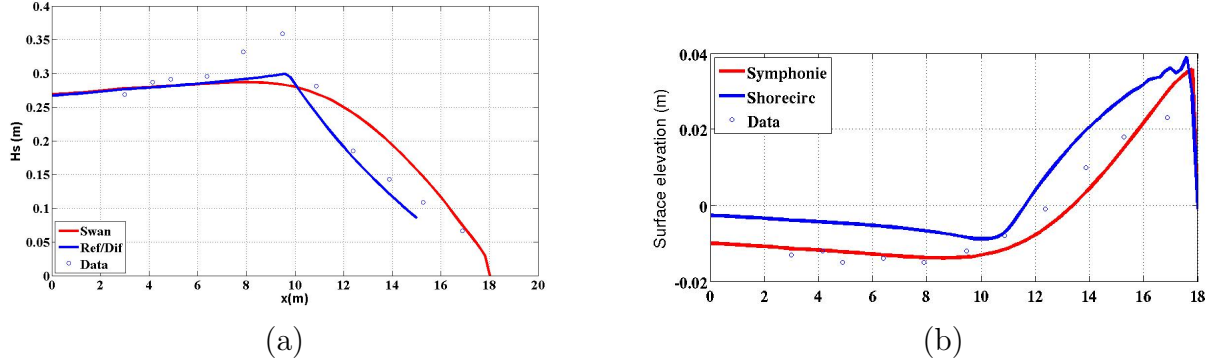 0.4
0.35
0.3
0.25
0.2
0.15
0.1
0.05
0
Hs (m)
Swan
Ref/Dif
Data
0 2 4 6 8 10 12 14 16 18 20
x(m)
(a)
0.04
0.02
0
-0.02
Surface elevation (m)
Symphonie
Shorecirc
Data
0 2 4 6 8 10 12 14 16 18
(b)